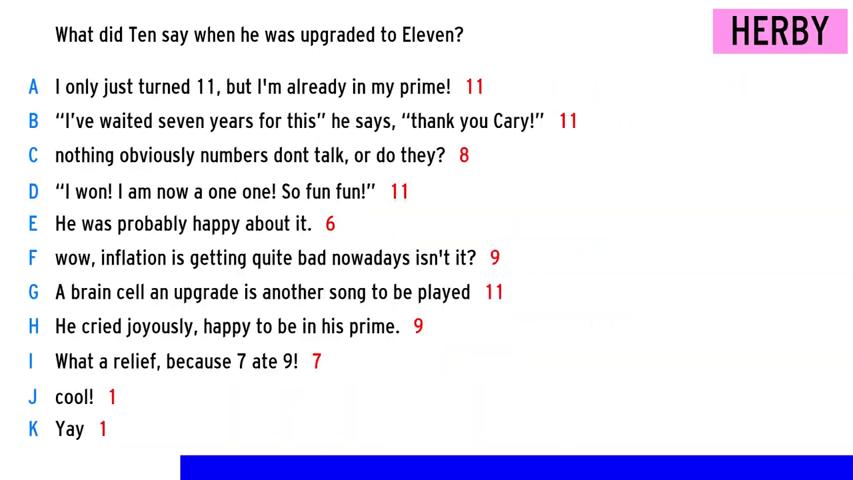 HERBY
What did Ten say when he was upgraded to Eleven?
A I only just turned 11, but I'm already in my prime! 11
B “I've waited seven years for this” he says, “thank you Cary!” 11
C nothing obviously numbers dont talk, or do they? 8
D “I won! I am now a one one! So fun fun!” 11
E He was probably happy about it. 6
F wow, inflation is getting quite bad nowadays isn't it? 9
G A brain cell an upgrade is another song to be played 11
H He cried joyously, happy to be in his prime. 9
I What a relief, because 7 ate 9! 7
J cool! 1
K Yay 1